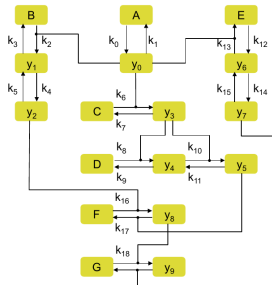 B A E
k₃ k₂ k₀ k₁ k₁₃ k₁₂
y₁ y₀ y₆
k₅ k₄ k₆ k₁₅ k₁₄
y₂ C y₃ y₇
k₇
k₈ k₁₀
D y₄ y₅
k₉ k₁₁
k₁₆
F y₈
k₁₇
k₁₈
G y₉